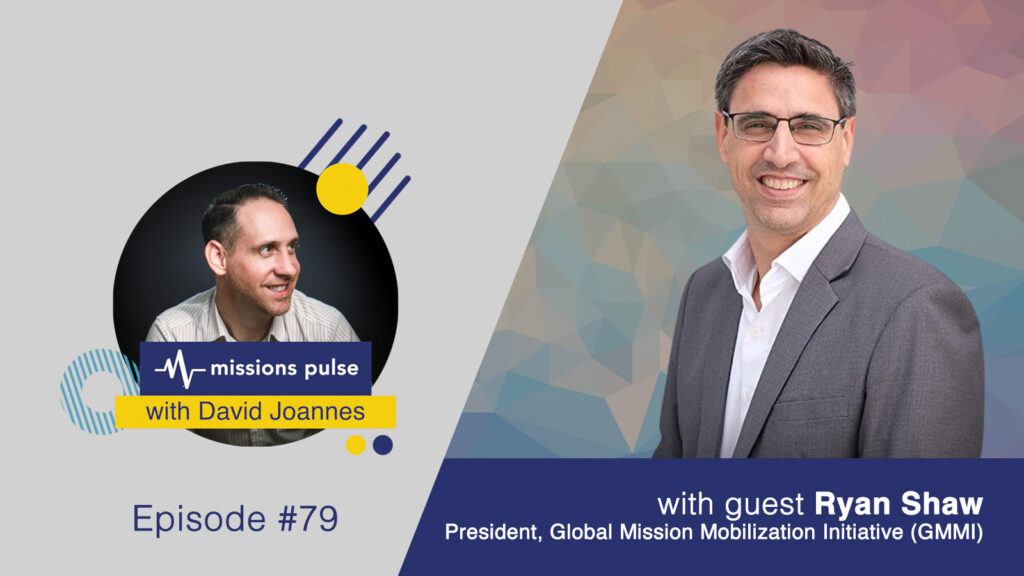 missions pulse
with David Joannes
Episode #79
with guest Ryan Shaw
President, Global Mission Mobilization Initiative (GMMI)